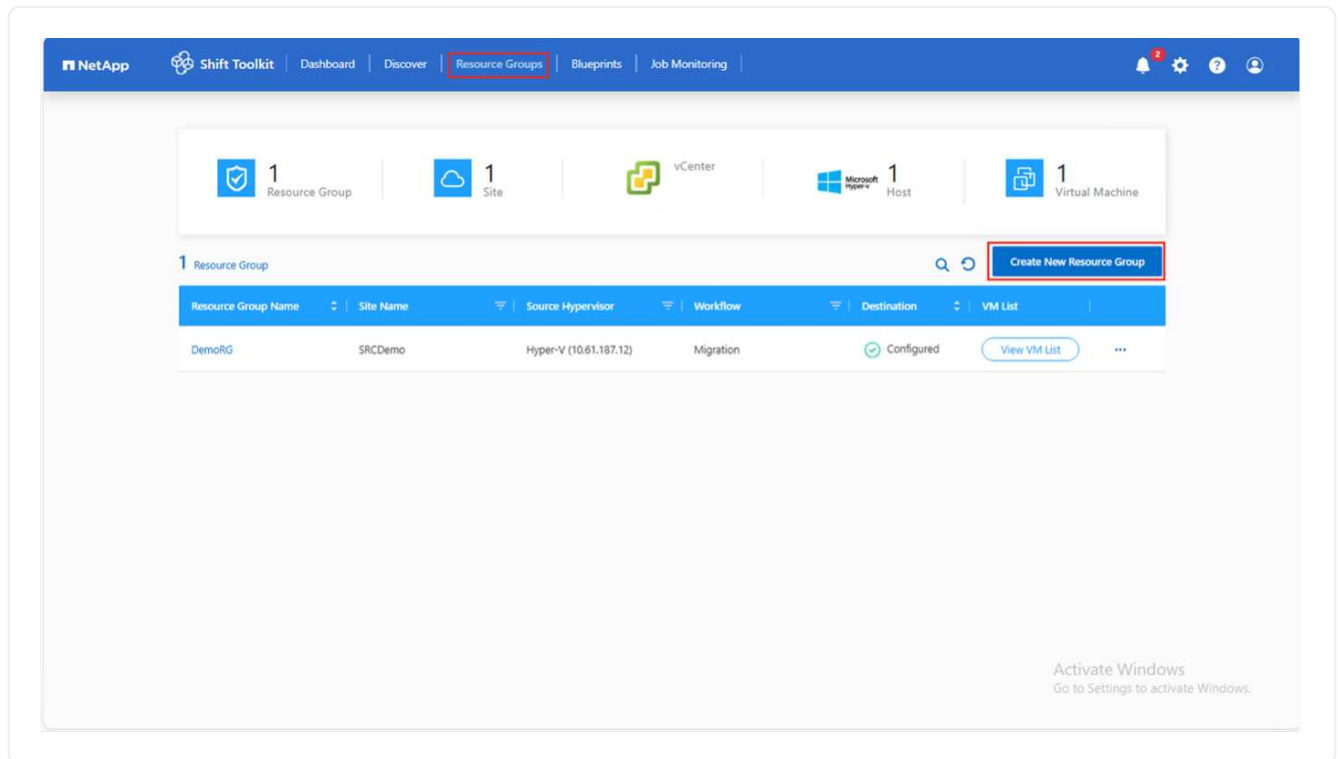 NetApp Shift Toolkit Dashboard Discover Resource Groups Blueprints Job Monitoring 2 ?
1 Resource Group
1 Site
vCenter
Microsoft Hyper-V 1 Host
1 Virtual Machine
1 Resource Group
Create New Resource Group
Resource Group Name Site Name Source Hypervisor Workflow Destination VM List
DemoRG SRCDemo Hyper-V (10.61.187.12) Migration Configured View VM List ...
Activate Windows
Go to Settings to activate Windows.